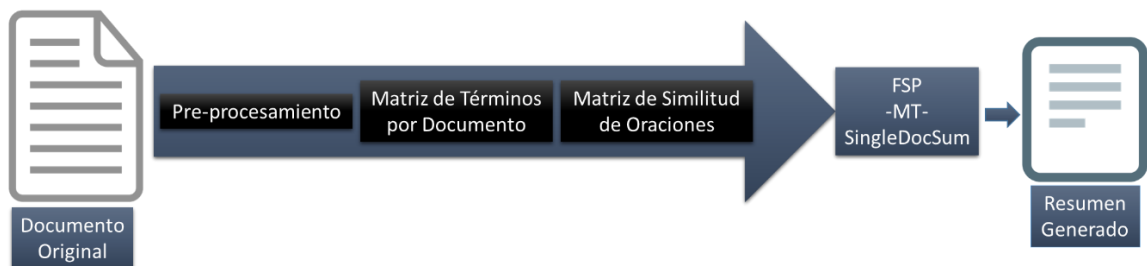 Pre-procesamiento
Matriz de Términos
por Documento
Matriz de Similitud
de Oraciones
FSP
-MT-
SingleDocSum
Documento
Original
Resumen
Generado